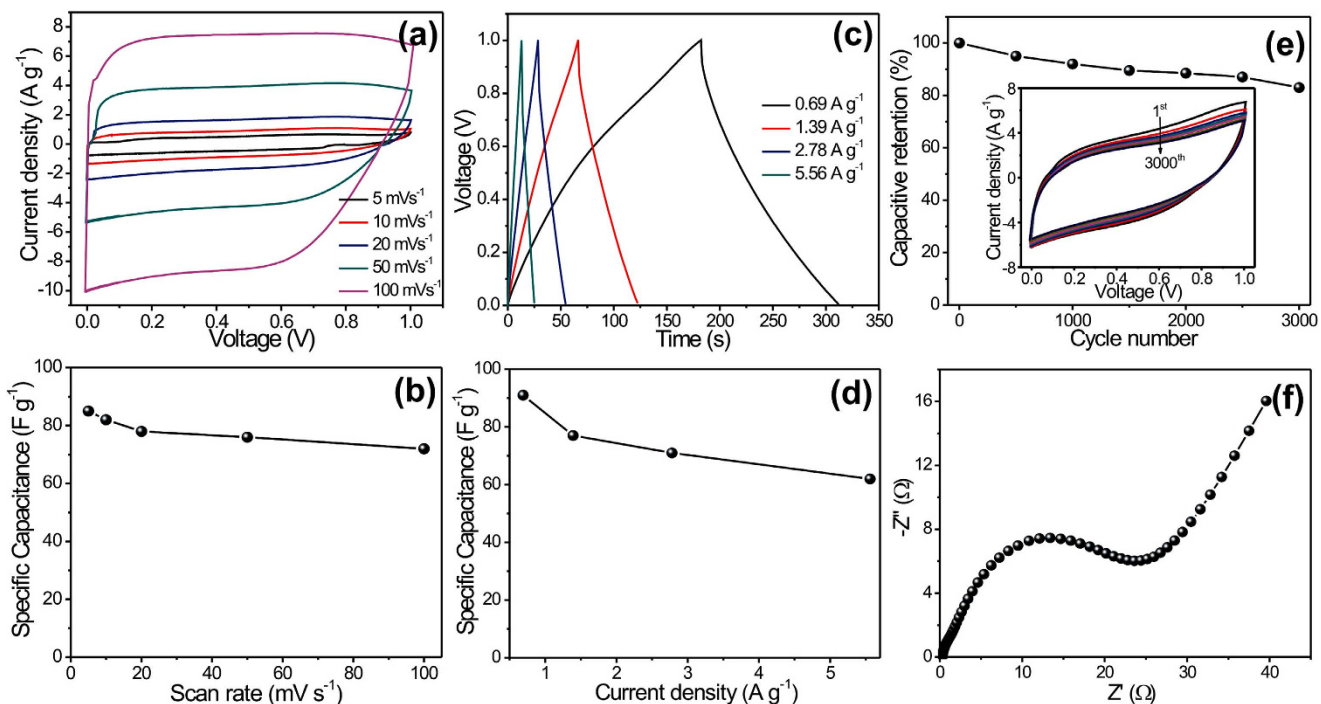 (a)
Current density (A g⁻¹)
8
6
4
2
0
-2
-4
-6
-8
-10
5 mVs⁻¹
10 mVs⁻¹
20 mVs⁻¹
50 mVs⁻¹
100 mVs⁻¹
0.0 0.2 0.4 0.6 0.8 1.0
Voltage (V)
(c)
Voltage (V)
1.0
0.8
0.6
0.4
0.2
0.0
0.69 A g⁻¹
1.39 A g⁻¹
2.78 A g⁻¹
5.56 A g⁻¹
0 50 100 150 200 250 300 350
Time (s)
(e)
Capacitive retention (%)
100
80
60
40
20
0
Current density (A g⁻¹)
8
4
0
-4
-8
1ˢᵗ
3000ᵗʰ
0.0 0.2 0.4 0.6 0.8 1.0
Voltage (V)
0 1000 2000 3000
Cycle number
(b)
Specific Capacitance (F g⁻¹)
100
80
60
40
20
0
0 20 40 60 80 100
Scan rate (mV s⁻¹)
(d)
Specific Capacitance (F g⁻¹)
100
80
60
40
20
0
1 2 3 4 5
Current density (A g⁻¹)
(f)
-Z'' (Ω)
16
12
8
4
0
0 10 20 30 40
Z' (Ω)